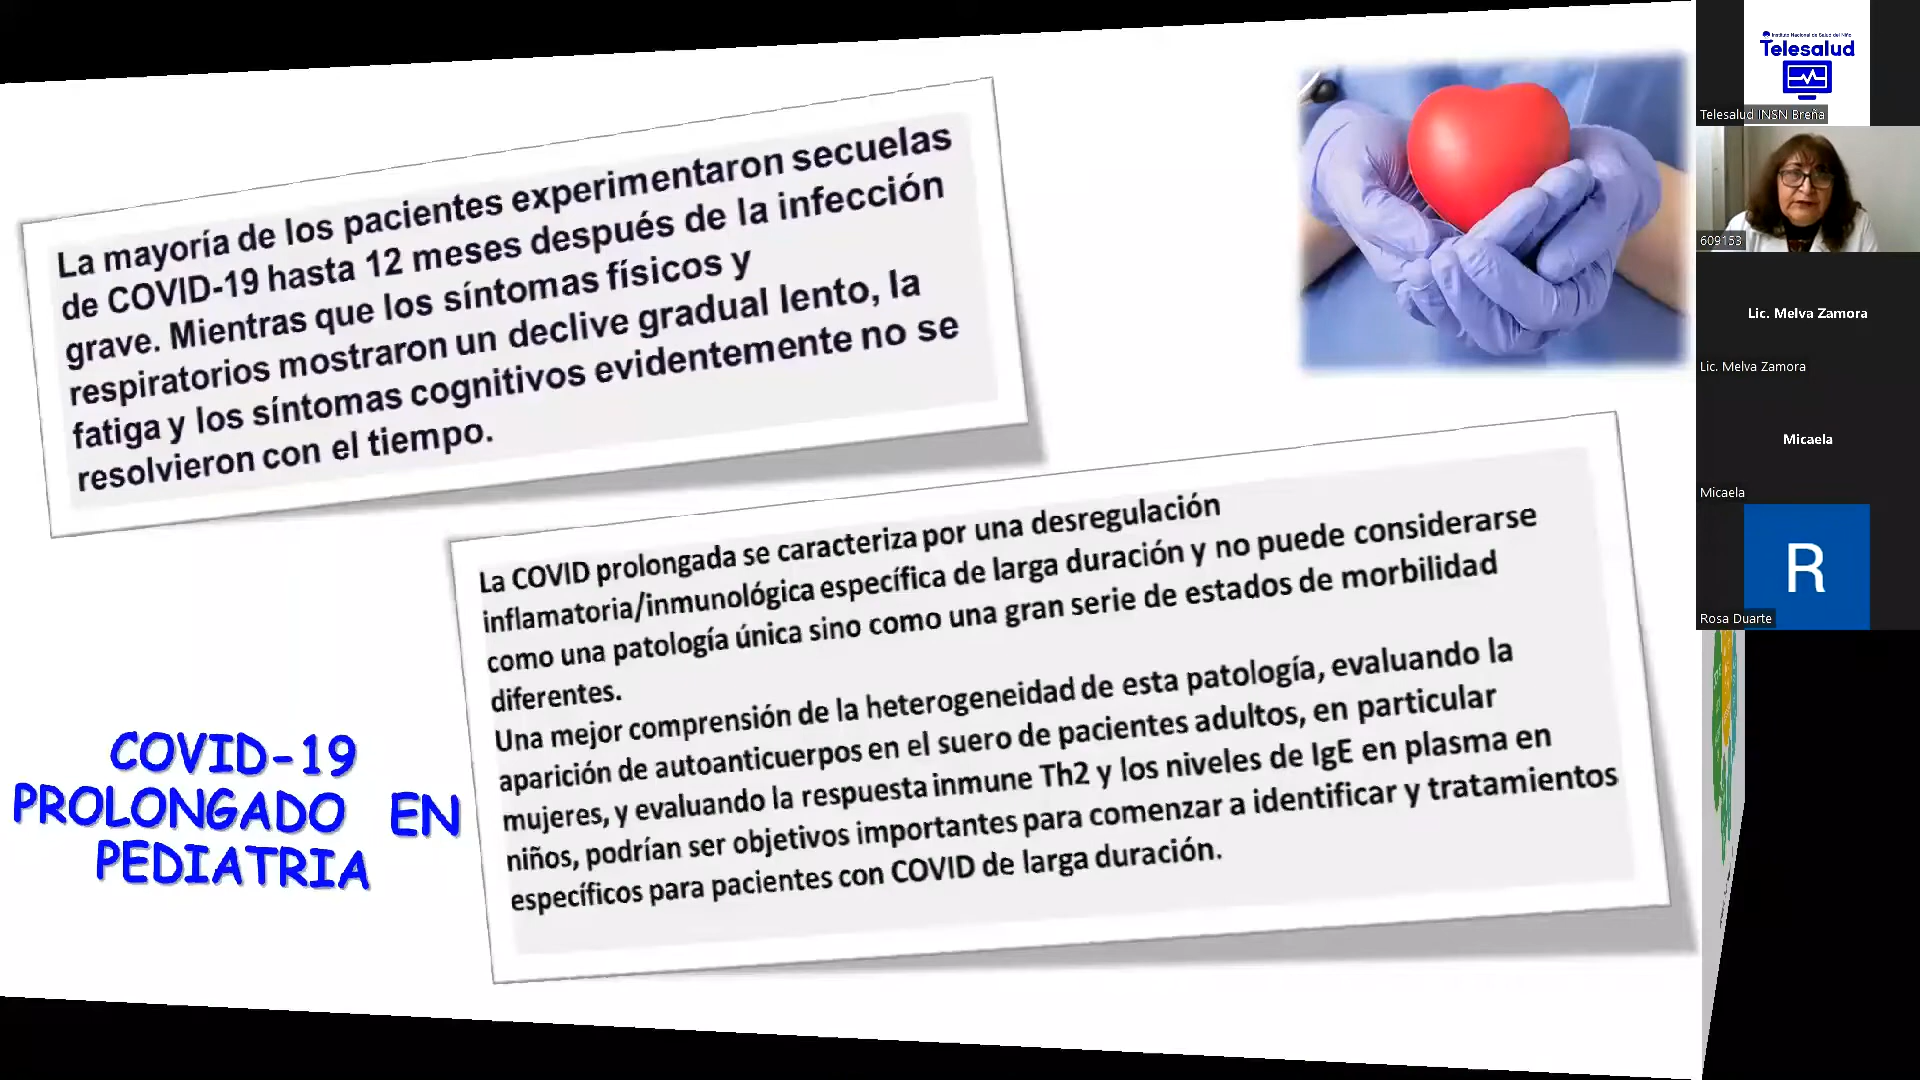 La mayoría de los pacientes experimentaron secuelas
de COVID-19 hasta 12 meses después de la infección
grave. Mientras que los síntomas físicos y
respiratorios mostraron un declive gradual lento, la
fatiga y los síntomas cognitivos evidentemente no se
resolvieron con el tiempo.
La COVID prolongada se caracteriza por una desregulación
inflamatoria/inmunológica específica de larga duración y no puede considerarse
como una patología única sino como una gran serie de estados de morbilidad
diferentes.
Una mejor comprensión de la heterogeneidad de esta patología, evaluando la
aparición de autoanticuerpos en el suero de pacientes adultos, en particular
mujeres, y evaluando la respuesta inmune Th2 y los niveles de IgE en plasma en
niños, podrían ser objetivos importantes para comenzar a identificar y tratamientos
específicos para pacientes con COVID de larga duración.
COVID-19
PROLONGADO EN
PEDIATRIA
Instituto Nacional de Salud del Niño
Telesalud
Telesalud INSN Breña
609153
Lic. Melva Zamora
Lic. Melva Zamora
Micaela
Micaela
R
Rosa Duarte